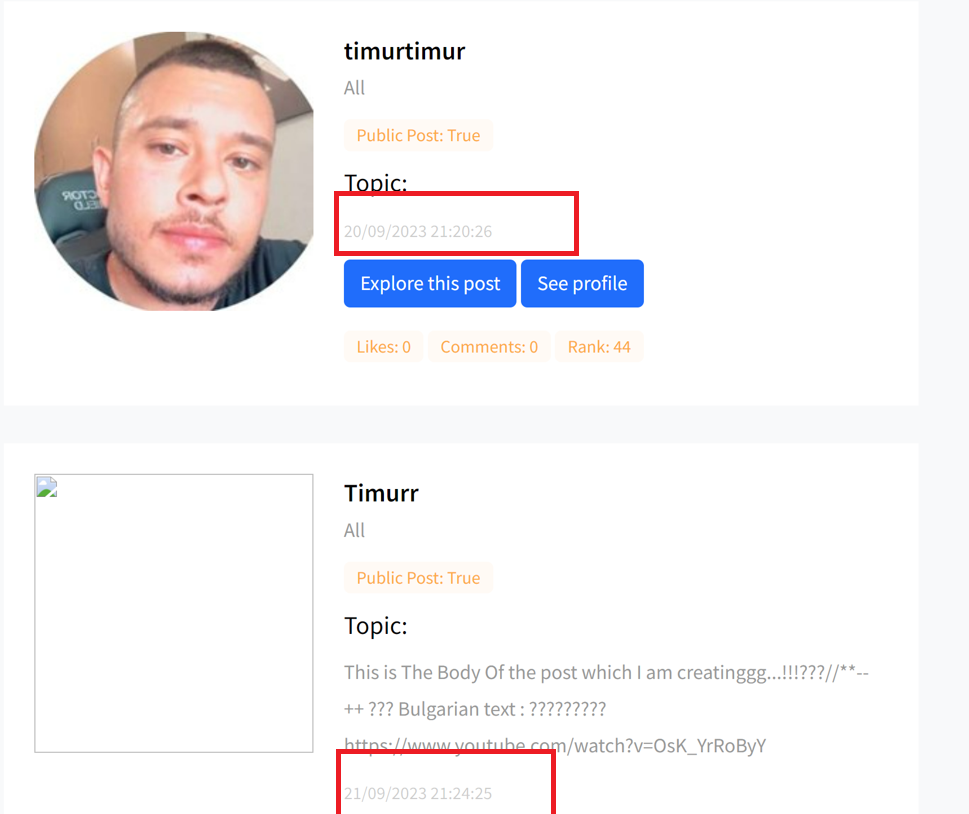 timurtimur
All
Public Post: True
Topic:
20/09/2023 21:20:26
Explore this post
See profile
Likes: 0
Comments: 0
Rank: 44
Timurr
All
Public Post: True
Topic:
This is The Body Of the post which I am creatinggg...!!!???//**--
++ ??? Bulgarian text : ?????????
https://www.youtube.com/watch?v=OsK_YrRoByY
21/09/2023 21:24:25